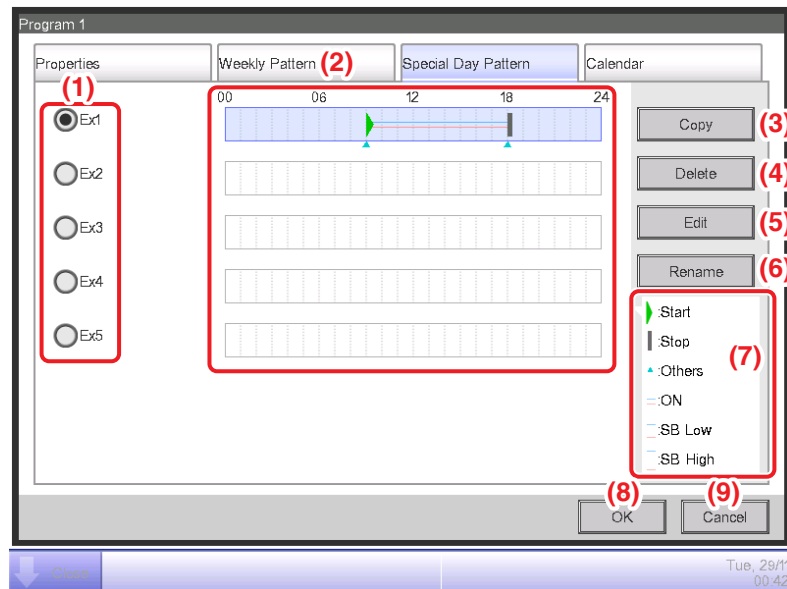 Program 1
Properties
Weekly Pattern (2)
Special Day Pattern
Calendar
(1)
00 06 12 18 24
Ex1
Copy (3)
Ex2
Delete (4)
Ex3
Edit (5)
Ex4
Rename (6)
:Start
Ex5
:Stop
(7)
:Others
:ON
:SB Low
:SB High
(8) (9)
OK Cancel
Tue, 29/11
00:42